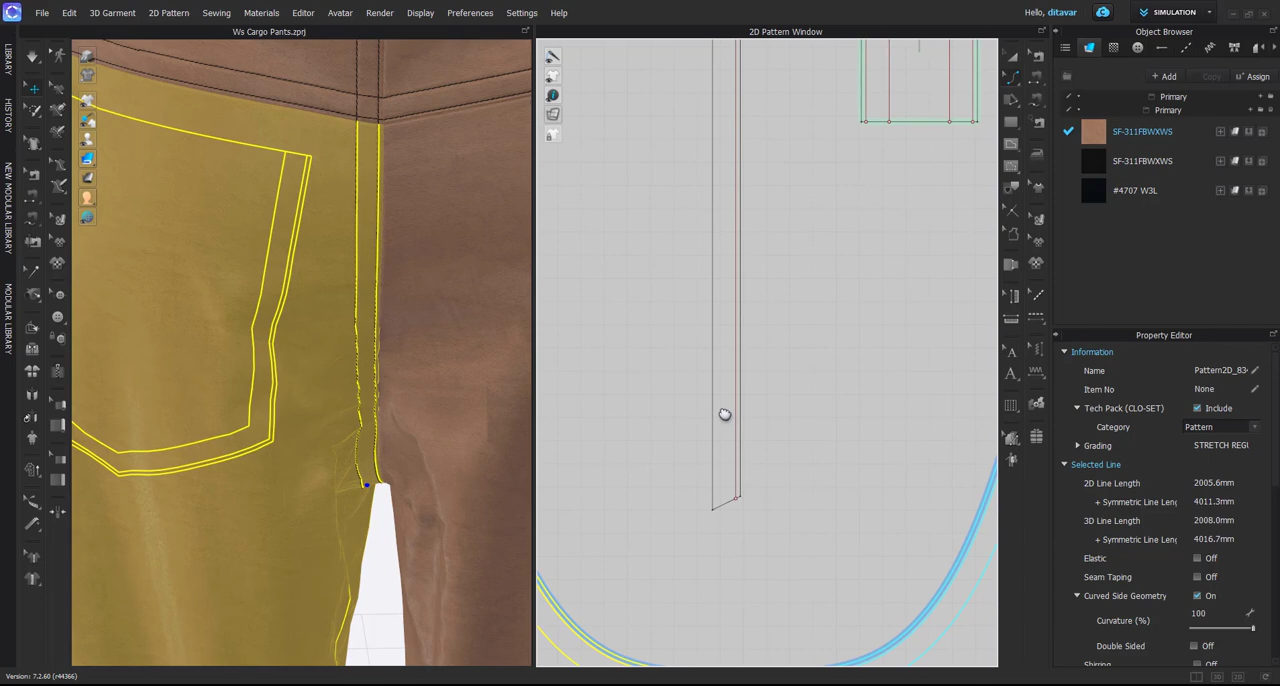 File Edit 3D Garment 2D Pattern Sewing Materials Editor Avatar Render Display Preferences Settings Help
Hello, ditavar
SIMULATION
Ws Cargo Pants.zprj
2D Pattern Window
Object Browser
LIBRARY
HISTORY
NEW MODULAR LIBRARY
MODULAR LIBRARY
+ Add Copy Assign
Primary
Primary
SF-311FBWXWS
SF-311FBWXWS
#4707 W3L
Property Editor
Information
Name Pattern2D_83
Item No None
Tech Pack (CLO-SET) Include
Category Pattern
Grading STRETCH REGU
Selected Line
2D Line Length 2005.6mm
+ Symmetric Line Leng 4011.3mm
3D Line Length 2008.0mm
+ Symmetric Line Leng 4016.7mm
Elastic Off
Seam Taping Off
Curved Side Geometry On
Curvature (%) 100
Double Sided Off
Shirring Off
Version: 7.2.60 (r44366)
3D 2D